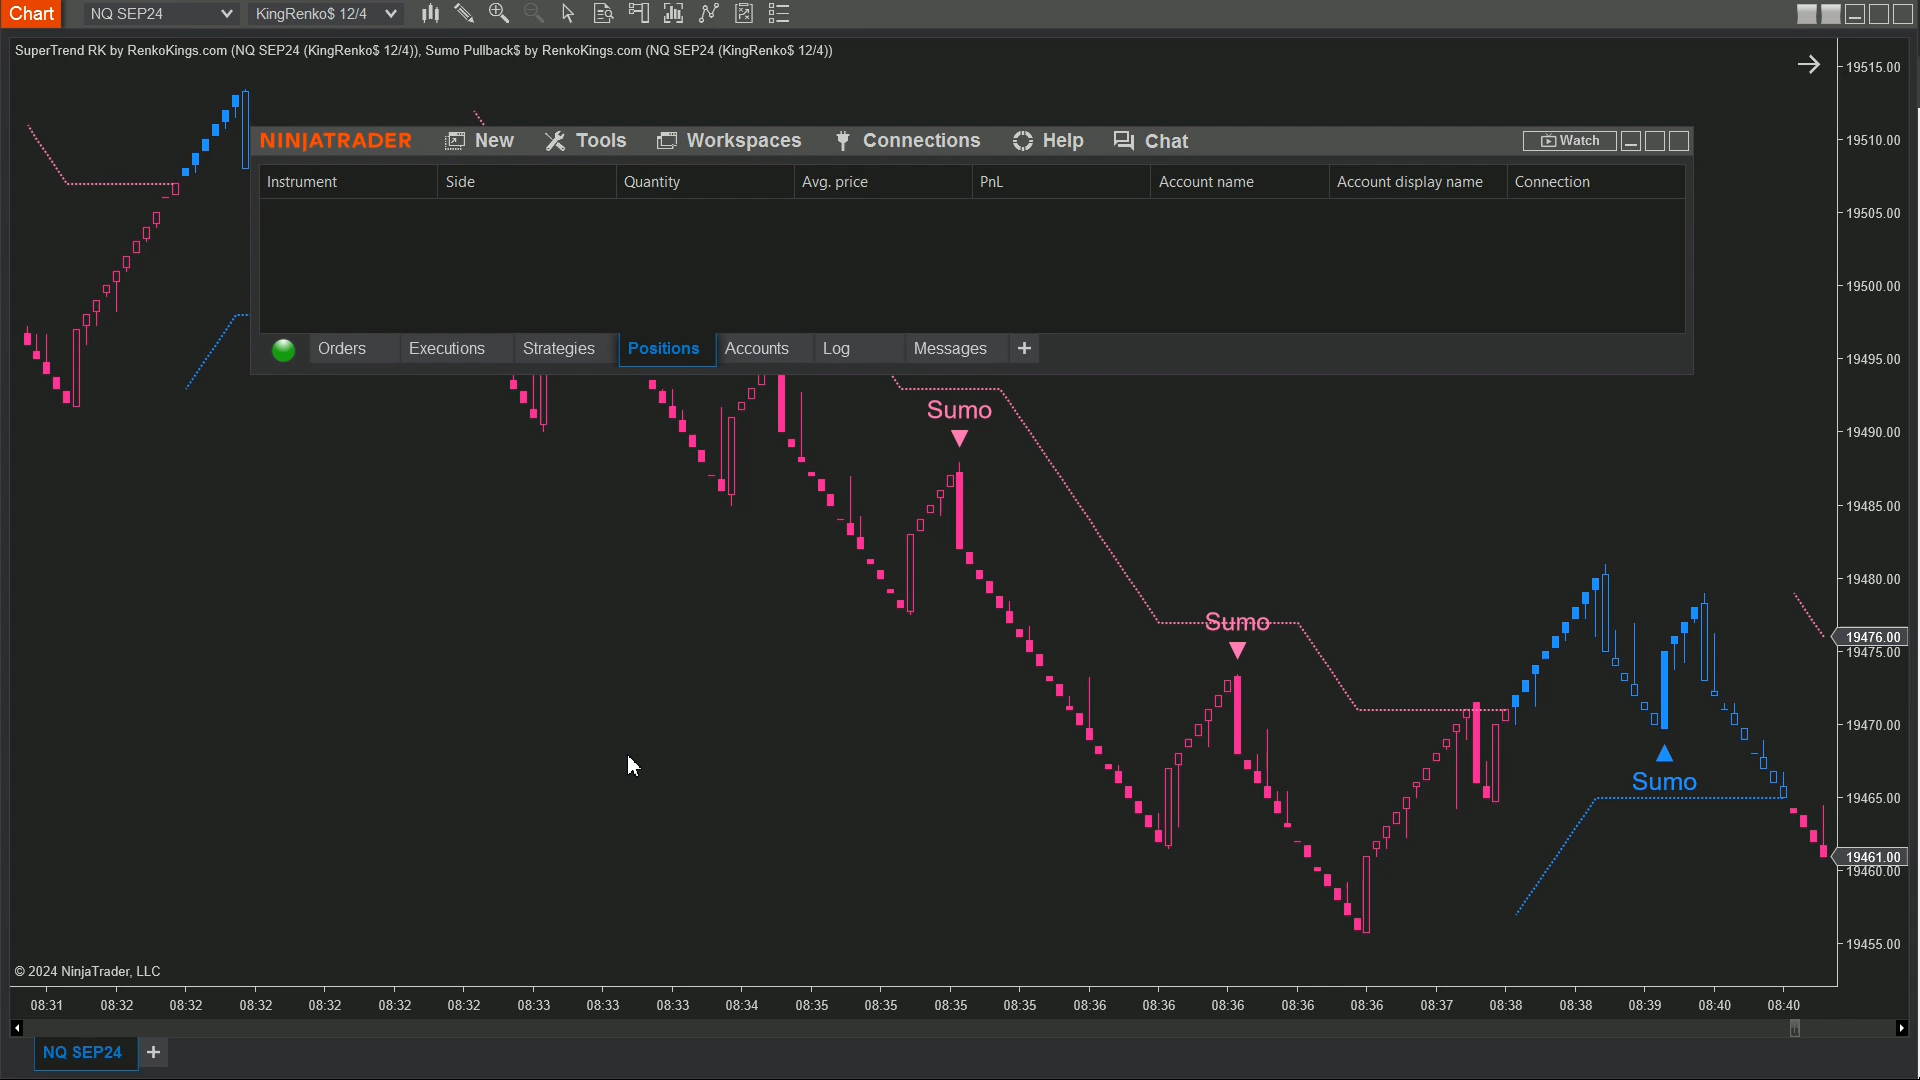 Chart NQ SEP24 KingRenko$ 12/4
SuperTrend RK by RenkoKings.com (NQ SEP24 (KingRenko$ 12/4)), Sumo Pullback$ by RenkoKings.com (NQ SEP24 (KingRenko$ 12/4))
19515.00
NINJATRADER New Tools Workspaces Connections Help Chat Watch
19510.00
Instrument Side Quantity Avg. price PnL Account name Account display name Connection
19505.00
19500.00
Orders Executions Strategies Positions Accounts Log Messages +
19495.00
Sumo
19490.00
19485.00
19480.00
Sumo
19476.00
19475.00
19470.00
Sumo
19465.00
19461.00
19460.00
19455.00
© 2024 NinjaTrader, LLC
08:31 08:32 08:32 08:32 08:32 08:32 08:32 08:33 08:33 08:33 08:34 08:35 08:35 08:35 08:35 08:36 08:36 08:36 08:36 08:36 08:37 08:38 08:38 08:39 08:40 08:40
NQ SEP24 +